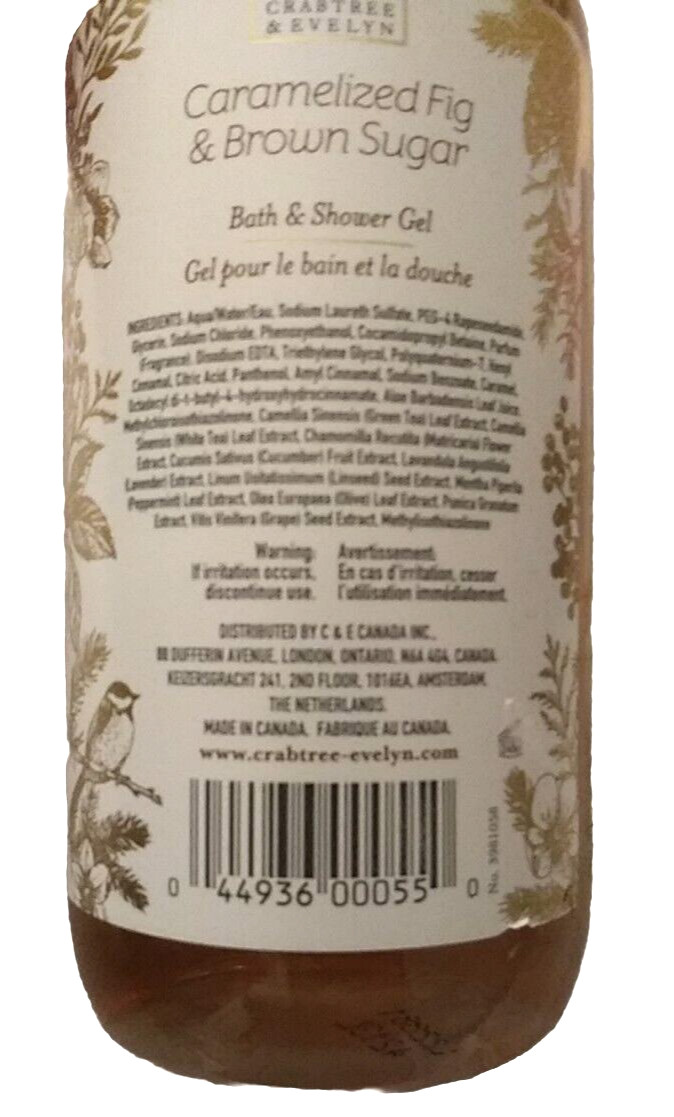 CRABTREE
& EVELYN
Caramelized Fig
& Brown Sugar
Bath & Shower Gel
Gel pour le bain et la douche
INGREDIENTS: Aqua/Water/Eau, Sodium Laureth Sulfate, PEG-4 Rapeseedamide,
Glycerin, Sodium Chloride, Phenoxyethanol, Cocamidopropyl Betaine, Parfum
(Fragrance), Disodium EDTA, Triethylene Glycol, Polyquaternium-7, Hexyl
Cinnamal, Citric Acid, Panthenol, Amyl Cinnamal, Sodium Benzoate, Caramel,
Octadecyl di-t-butyl-4-hydroxyhydrocinnamate, Aloe Barbadensis Leaf Juice,
Methylchloroisothiazolinone, Camellia Sinensis (Green Tea) Leaf Extract, Camellia
Sinensis (White Tea) Leaf Extract, Chamomilla Recutita (Matricaria) Flower
Extract, Cucumis Sativus (Cucumber) Fruit Extract, Lavandula Angustifolia
(Lavender) Extract, Linum Usitatissimum (Linseed) Seed Extract, Mentha Piperita
(Peppermint) Leaf Extract, Olea Europaea (Olive) Leaf Extract, Punica Granatum
Extract, Vitis Vinifera (Grape) Seed Extract, Methylisothiazolinone
Warning: Avertissement:
If irritation occurs, En cas d'irritation, cesser
discontinue use. l'utilisation immédiatement.
DISTRIBUTED BY C & E CANADA INC.,
DUFFERIN AVENUE, LONDON, ONTARIO, N6A 4G4, CANADA.
KEIZERSGRACHT 241, 2ND FLOOR, 1016EA, AMSTERDAM,
THE NETHERLANDS.
MADE IN CANADA. FABRIQUE AU CANADA.
www.crabtree-evelyn.com
0 44936 00055 0
No. 3981058